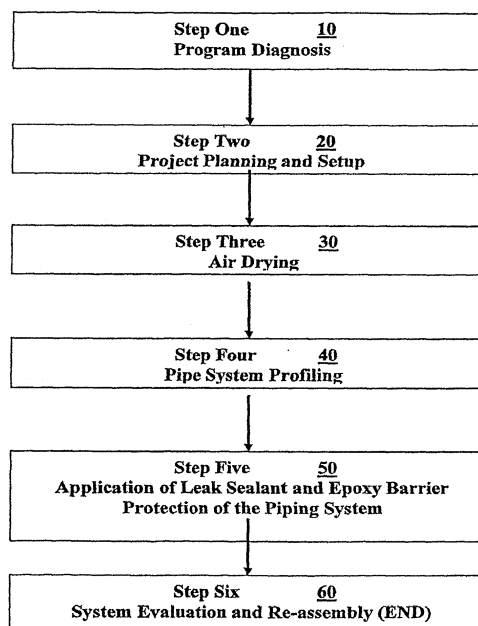 Step One 10
Program Diagnosis
Step Two 20
Project Planning and Setup
Step Three 30
Air Drying
Step Four 40
Pipe System Profiling
Step Five 50
Application of Leak Sealant and Epoxy Barrier
Protection of the Piping System
Step Six 60
System Evaluation and Re-assembly (END)